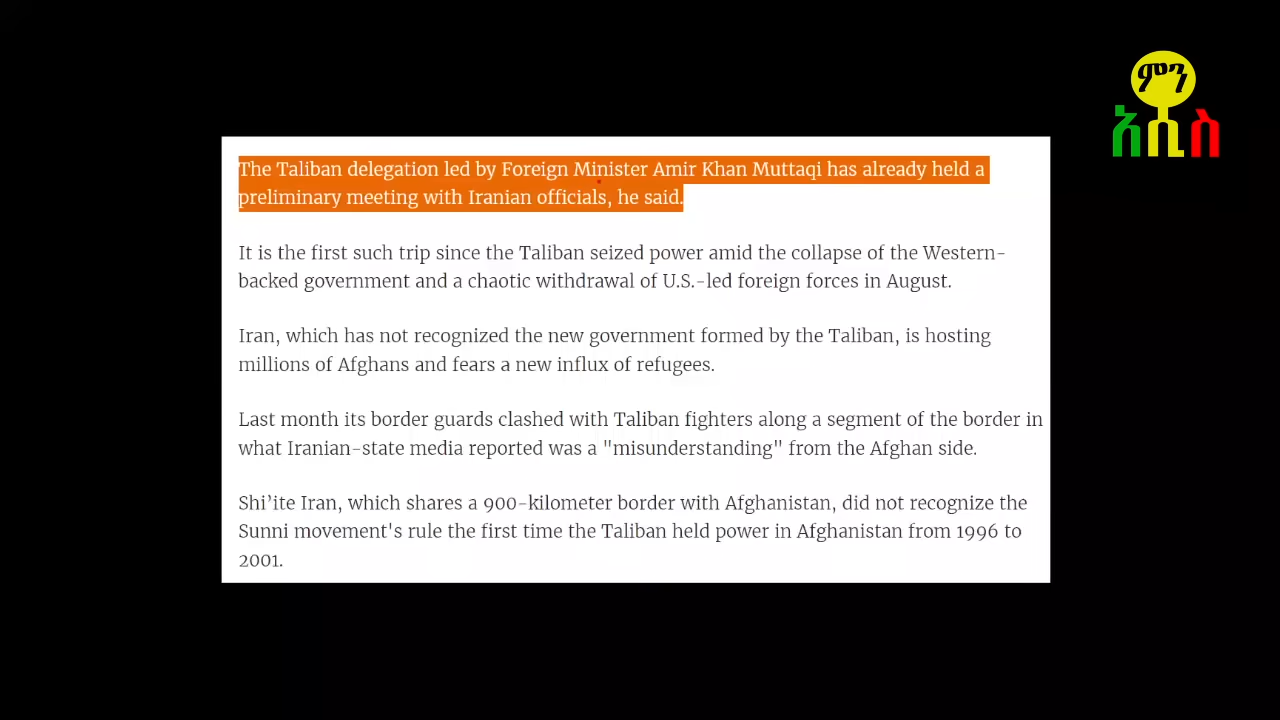 ምን
አዲስ
The Taliban delegation led by Foreign Minister Amir Khan Muttaqi has already held a
preliminary meeting with Iranian officials, he said.
It is the first such trip since the Taliban seized power amid the collapse of the Western-
backed government and a chaotic withdrawal of U.S.-led foreign forces in August.
Iran, which has not recognized the new government formed by the Taliban, is hosting
millions of Afghans and fears a new influx of refugees.
Last month its border guards clashed with Taliban fighters along a segment of the border in
what Iranian-state media reported was a "misunderstanding" from the Afghan side.
Shi’ite Iran, which shares a 900-kilometer border with Afghanistan, did not recognize the
Sunni movement's rule the first time the Taliban held power in Afghanistan from 1996 to
2001.